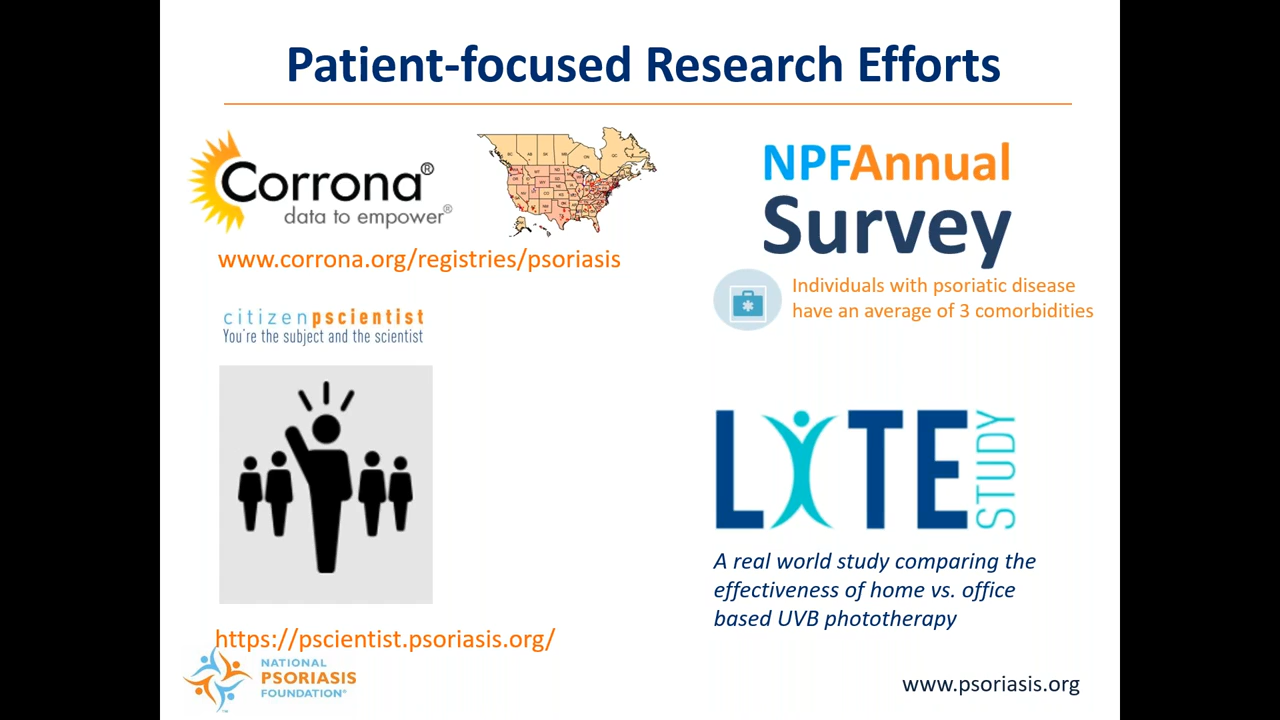 Patient-focused Research Efforts
Corrona®
data to empower®
www.corrona.org/registries/psoriasis
citizenpscientist
You're the subject and the scientist
https://pscientist.psoriasis.org/
NPFAnnual
Survey
Individuals with psoriatic disease
have an average of 3 comorbidities
LITE
STUDY
A real world study comparing the
effectiveness of home vs. office
based UVB phototherapy
NATIONAL
PSORIASIS
FOUNDATION®
www.psoriasis.org